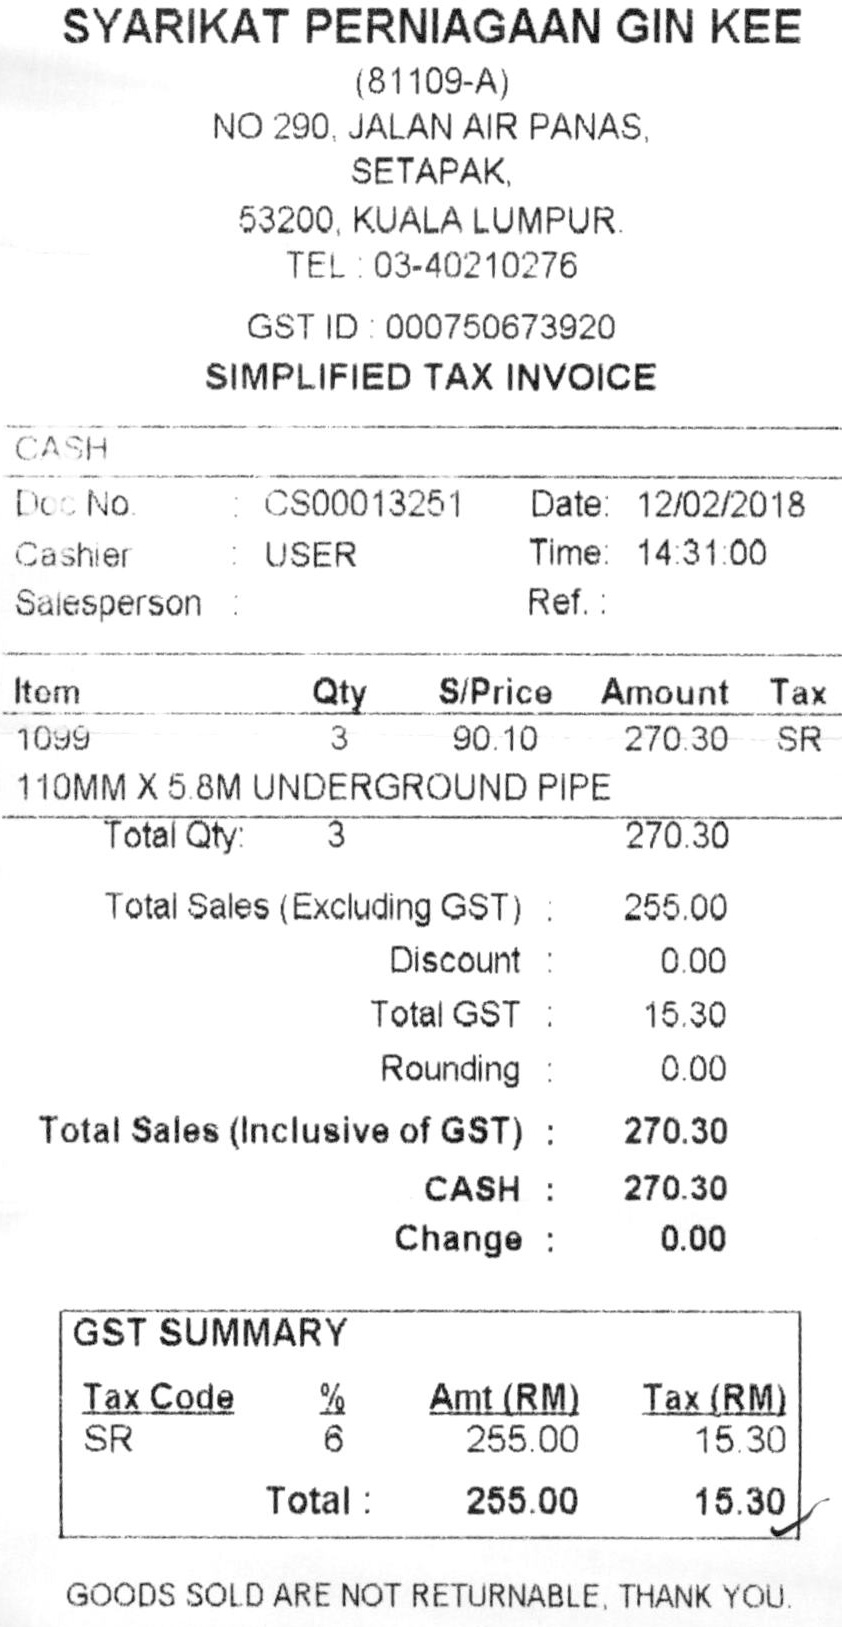 SYARIKAT PERNIAGAAN GIN KEE
(81109-A)
NO 290, JALAN AIR PANAS,
SETAPAK,
53200, KUALA LUMPUR.
TEL : 03-40210276
GST ID : 000750673920
SIMPLIFIED TAX INVOICE
CASH
Doc No. : CS00013251 Date: 12/02/2018
Cashier : USER Time: 14:31:00
Salesperson : Ref. :
Item Qty S/Price Amount Tax
1099 3 90.10 270.30 SR
110MM X 5.8M UNDERGROUND PIPE
Total Qty: 3 270.30
Total Sales (Excluding GST) : 255.00
Discount : 0.00
Total GST : 15.30
Rounding : 0.00
Total Sales (Inclusive of GST) : 270.30
CASH : 270.30
Change : 0.00
GST SUMMARY
Tax Code % Amt (RM) Tax (RM)
SR 6 255.00 15.30
Total : 255.00 15.30
GOODS SOLD ARE NOT RETURNABLE, THANK YOU.